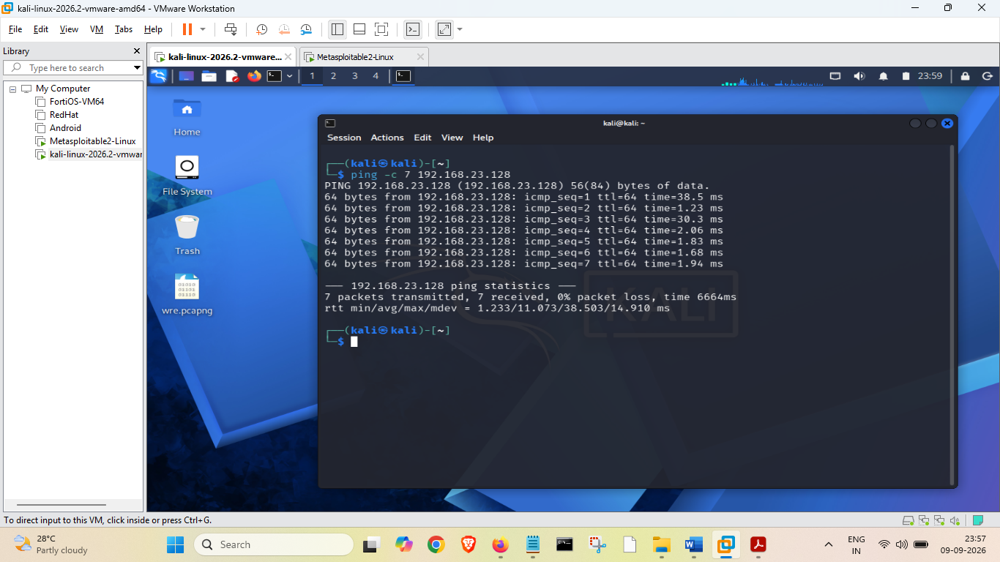 kali-linux-2026.2-vmware-amd64 - VMware Workstation
File Edit View VM Tabs Help
Library
Type here to search
My Computer
FortiOS-VM64
RedHat
Android
Metasploitable2-Linux
kali-linux-2026.2-vmwar
kali-linux-2026.2-vmware...
Metasploitable2-Linux
1 2 3 4
23:59
Home
File System
Trash
wre.pcapng
kali@kali: ~
Session Actions Edit View Help
┌──(kali㉿kali)-[~]
└─$ ping -c 7 192.168.23.128
PING 192.168.23.128 (192.168.23.128) 56(84) bytes of data.
64 bytes from 192.168.23.128: icmp_seq=1 ttl=64 time=38.5 ms
64 bytes from 192.168.23.128: icmp_seq=2 ttl=64 time=1.23 ms
64 bytes from 192.168.23.128: icmp_seq=3 ttl=64 time=30.3 ms
64 bytes from 192.168.23.128: icmp_seq=4 ttl=64 time=2.06 ms
64 bytes from 192.168.23.128: icmp_seq=5 ttl=64 time=1.83 ms
64 bytes from 192.168.23.128: icmp_seq=6 ttl=64 time=1.68 ms
64 bytes from 192.168.23.128: icmp_seq=7 ttl=64 time=1.94 ms
--- 192.168.23.128 ping statistics ---
7 packets transmitted, 7 received, 0% packet loss, time 6664ms
rtt min/avg/max/mdev = 1.233/11.073/38.503/14.910 ms
┌──(kali㉿kali)-[~]
└─$
KALI
To direct input to this VM, click inside or press Ctrl+G.
28°C
Partly cloudy
Search
ENG
IN
23:57
09-09-2026